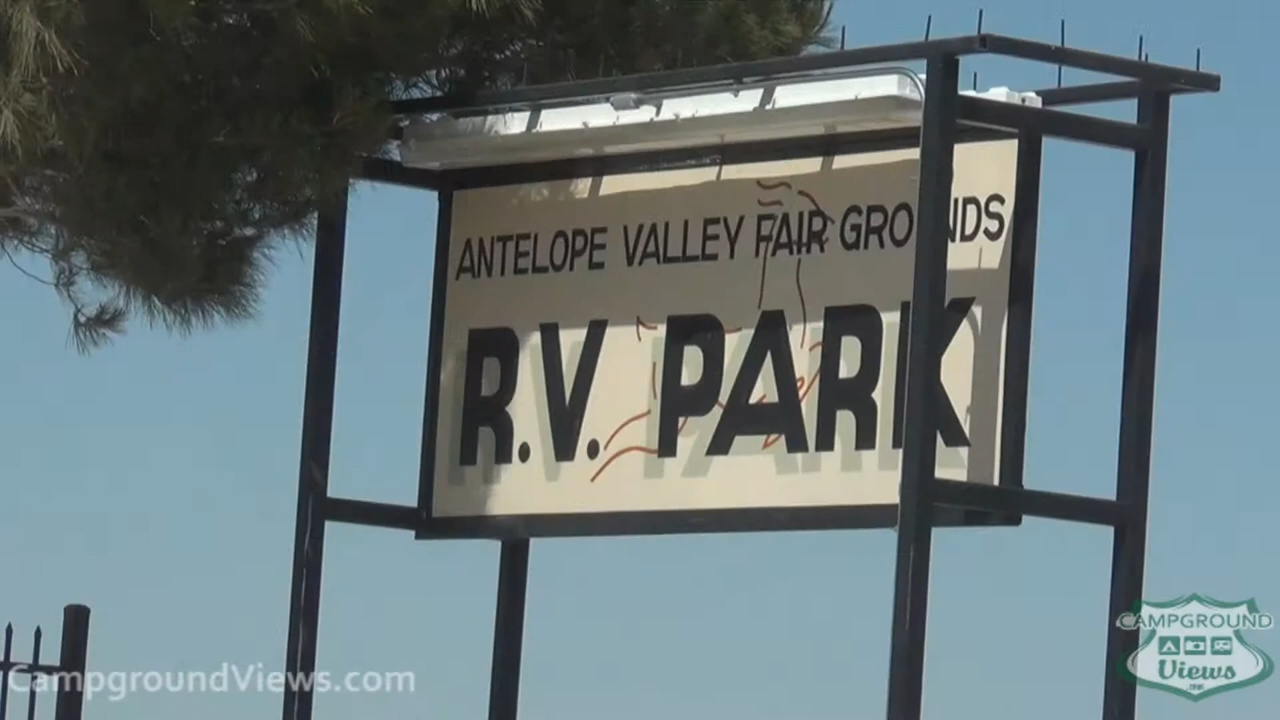 ANTELOPE VALLEY FAIR GROUNDS
R.V. PARK
CampgroundViews.com
CAMPGROUND
Views